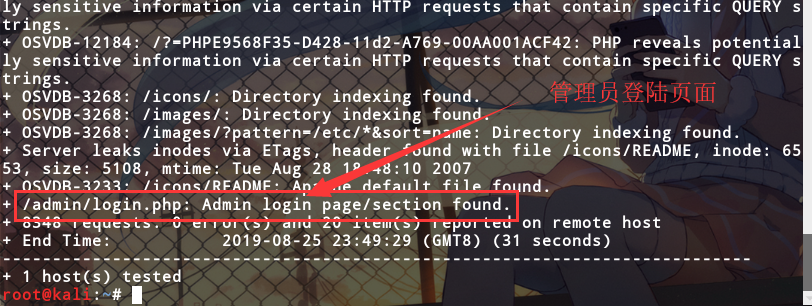 ly sensitive information via certain HTTP requests that contain specific QUERY s
trings.
+ OSVDB-12184: /?=PHPE9568F35-D428-11d2-A769-00AA001ACF42: PHP reveals potential
ly sensitive information via certain HTTP requests that contain specific QUERY s
trings.
+ OSVDB-3268: /icons/: Directory indexing found.
管理员登陆页面
+ OSVDB-3268: /images/: Directory indexing found.
+ OSVDB-3268: /images/?pattern=/etc/*&sort=name: Directory indexing found.
+ Server leaks inodes via ETags, header found with file /icons/README, inode: 65
53, size: 5108, mtime: Tue Aug 28 18:48:10 2007
+ OSVDB-3233: /icons/README: Apache default file found.
+ /admin/login.php: Admin login page/section found.
+ 8348 requests: 0 error(s) and 20 item(s) reported on remote host
+ End Time: 2019-08-25 23:49:29 (GMT8) (31 seconds)
---------------------------------------------------------------------------
+ 1 host(s) tested
root@kali:~#